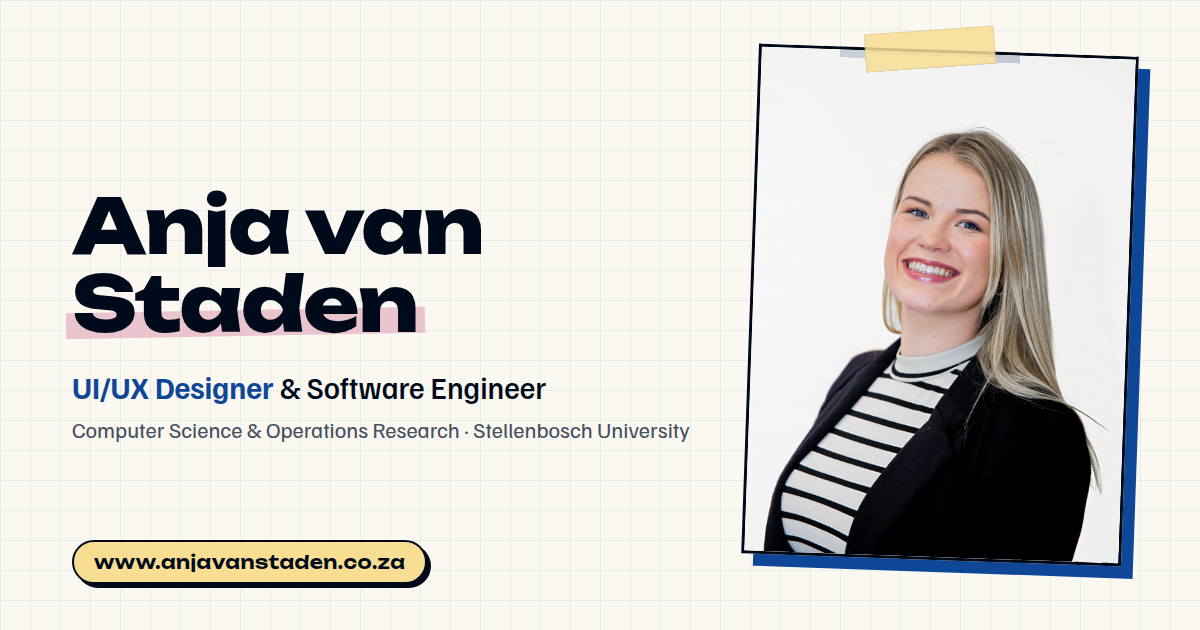 Anja van
Staden
UI/UX Designer & Software Engineer
Computer Science & Operations Research · Stellenbosch University
www.anjavanstaden.co.za